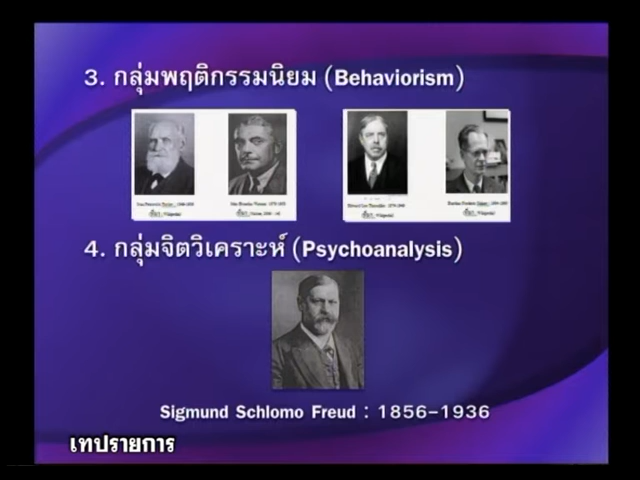 3. กลุ่มพฤติกรรมนิยม (Behaviorism)
4. กลุ่มจิตวิเคราะห์ (Psychoanalysis)
Sigmund Schlomo Freud : 1856-1936
เทปรายการ